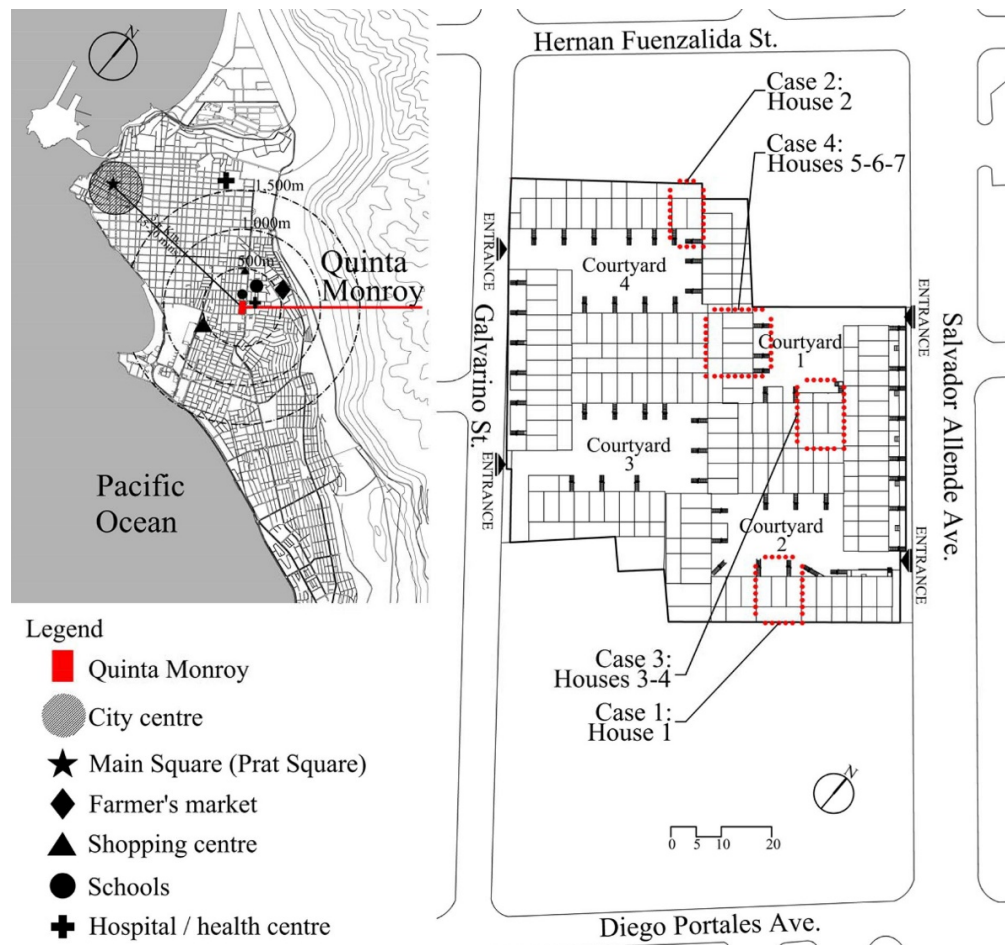 N
1.500m
1.000m
500m
Quinta
Monroy
Pacific
Ocean
Legend
Quinta Monroy
City centre
Main Square (Prat Square)
Farmer's market
Shopping centre
Schools
Hospital / health centre
Hernan Fuenzalida St.
Case 2:
House 2
Case 4:
Houses 5-6-7
ENTRANCE
Courtyard
4
Galvarino St.
Courtyard
1
ENTRANCE
Salvador Allende Ave.
Courtyard
3
ENTRANCE
Courtyard
2
ENTRANCE
Case 3:
Houses 3-4
Case 1:
House 1
N
0 5 10 20
Diego Portales Ave.